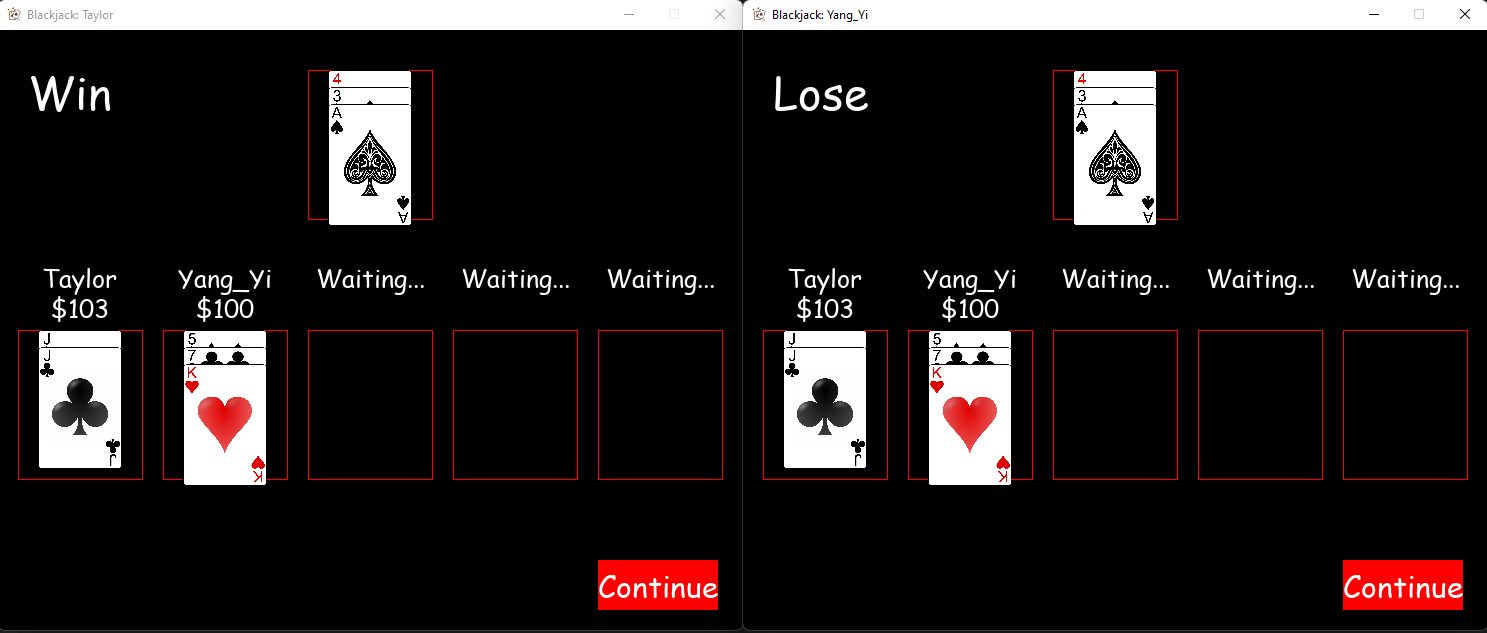 Blackjack: Taylor
Win
4
3
A
A
Taylor
$103
Yang_Yi
$100
Waiting...
Waiting...
Waiting...
J
J
J
5
7
K
K
Continue
Blackjack: Yang_Yi
Lose
4
3
A
A
Taylor
$103
Yang_Yi
$100
Waiting...
Waiting...
Waiting...
J
J
J
5
7
K
K
Continue